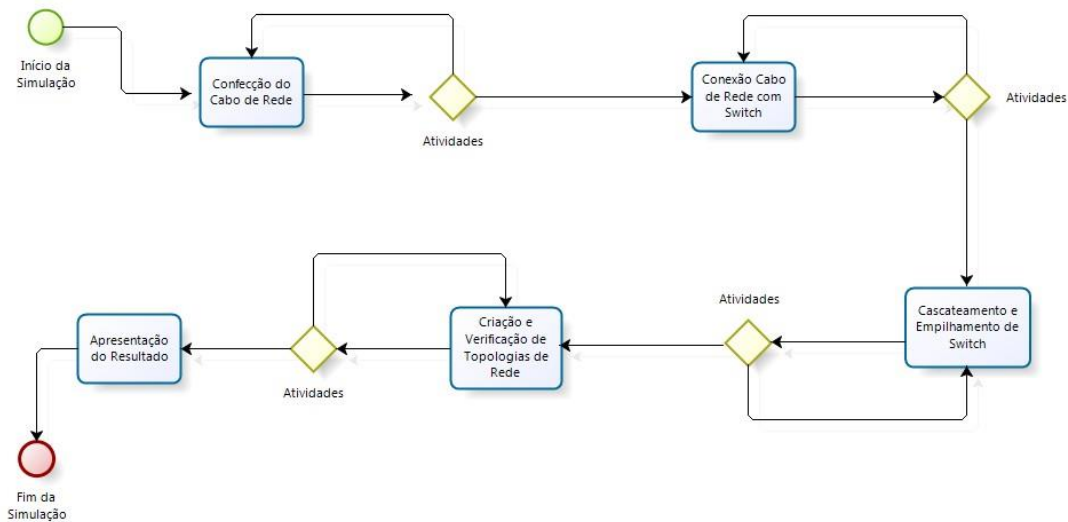 Início da
Simulação
Confecção do
Cabo de Rede
Atividades
Conexão Cabo
de Rede com
Switch
Atividades
Cascateamento e
Empilhamento de
Switch
Atividades
Criação e
Verificação de
Topologias de
Rede
Atividades
Apresentação
do Resultado
Fim da
Simulação